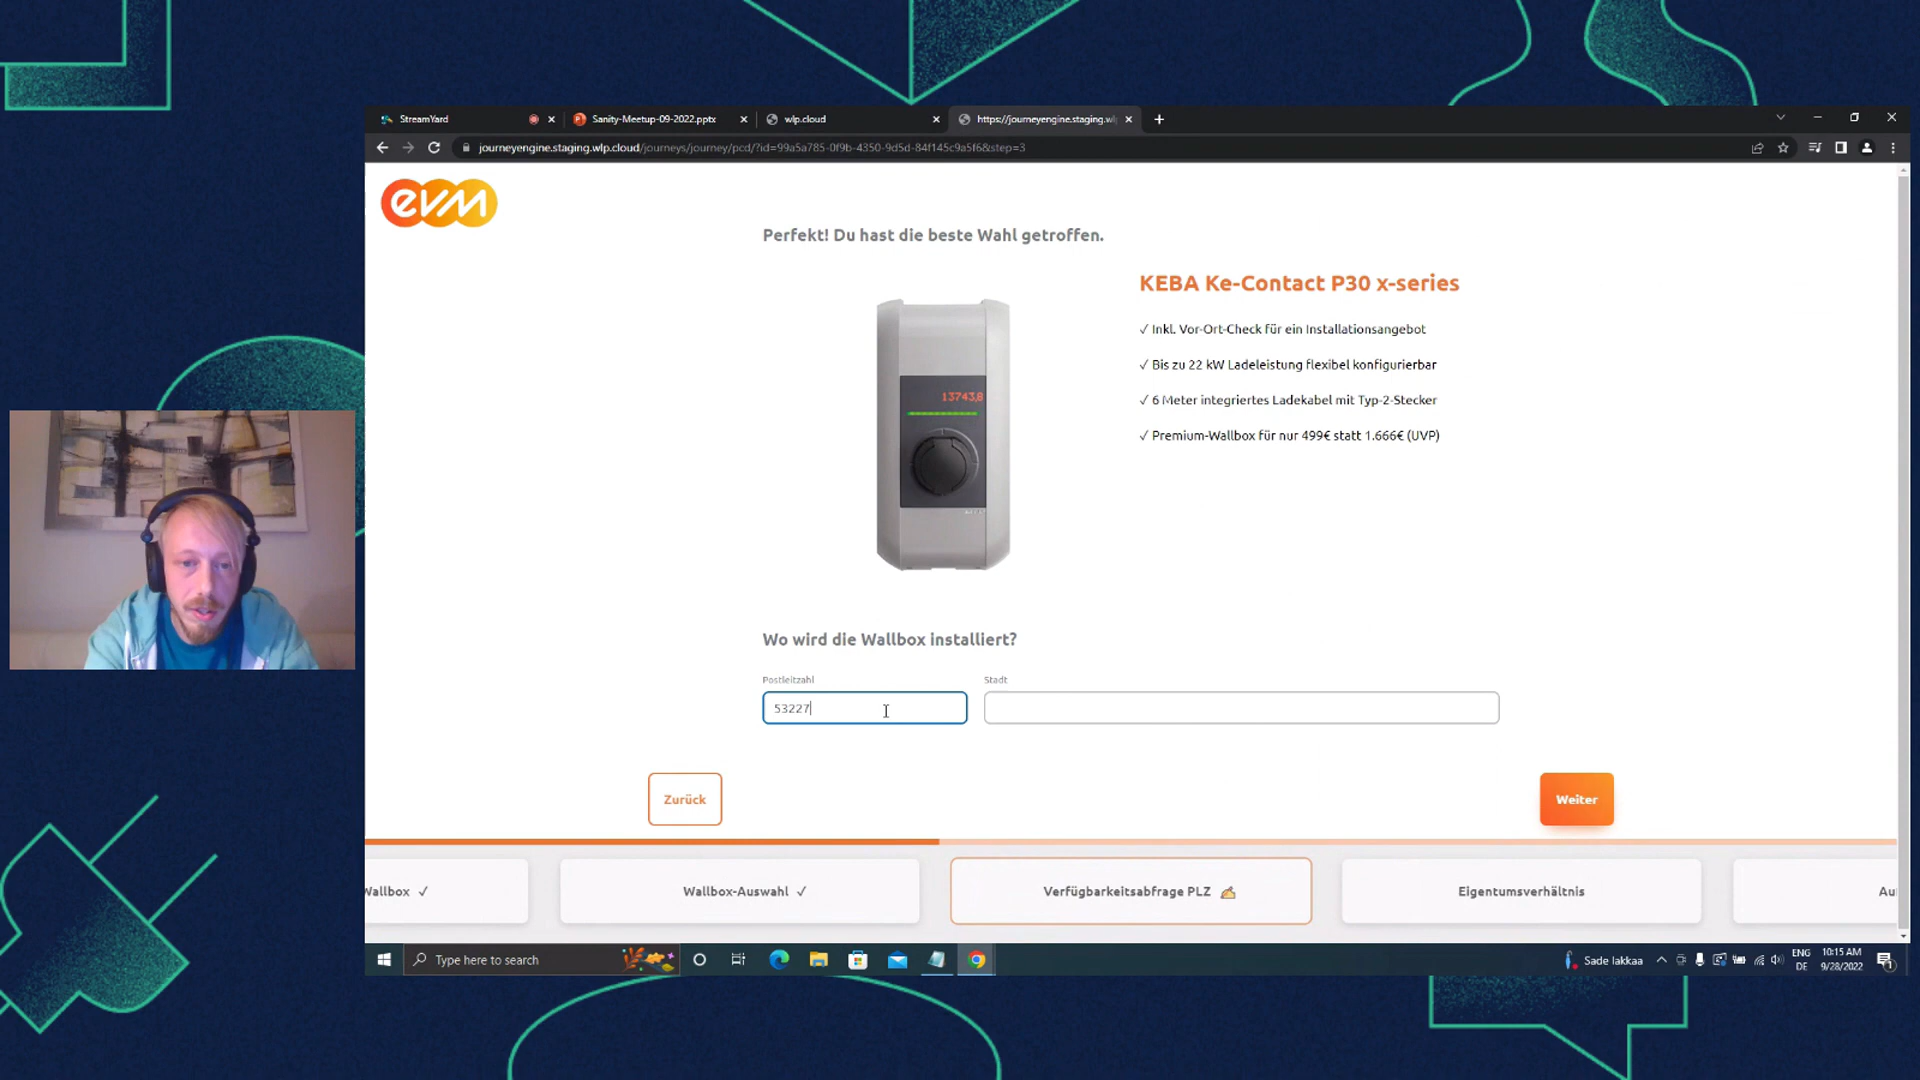 StreamYard
Sanity-Meetup-09-2022.pptx
wlp.cloud
https://journeyengine.staging.wl
journeyengine.staging.wlp.cloud/journeys/journey/pcd/?id=99a5a785-0f9b-4350-9d5d-84f145c9a5f6&step=3
evm
Perfekt! Du hast die beste Wahl getroffen.
KEBA Ke-Contact P30 x-series
✓ Inkl. Vor-Ort-Check für ein Installationsangebot
✓ Bis zu 22 kW Ladeleistung flexibel konfigurierbar
✓ 6 Meter integriertes Ladekabel mit Typ-2-Stecker
✓ Premium-Wallbox für nur 499€ statt 1.666€ (UVP)
13743,8
Wo wird die Wallbox installiert?
Postleitzahl
Stadt
53227
Zurück
Weiter
Wallbox ✓
Wallbox-Auswahl ✓
Verfügbarkeitsabfrage PLZ
Eigentumsverhältnis
Au
Type here to search
Sade lakkaa
ENG
DE
10:15 AM
9/28/2022
1